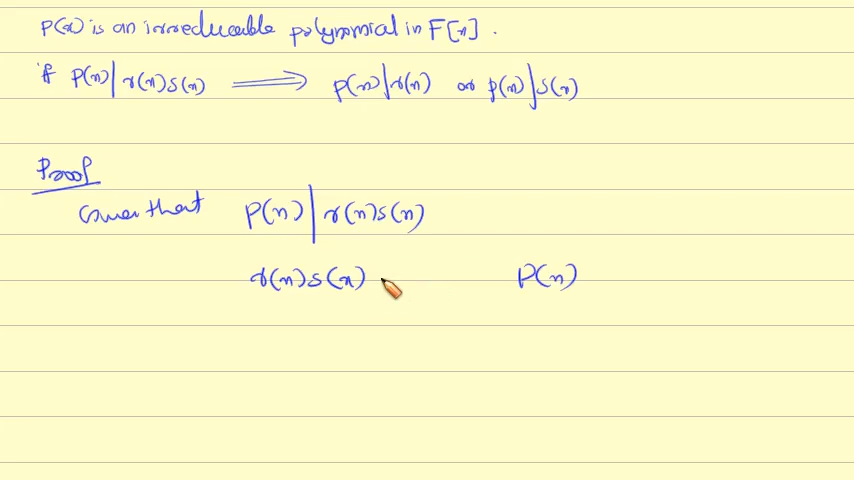 P(x) is an irreducible polynomial in F[x].
if P(x) | r(x) s(x) ⟹ p(x) | r(x) or p(x) | s(x)
Proof
Given that P(x) | r(x) s(x)
r(x) s(x) P(x)